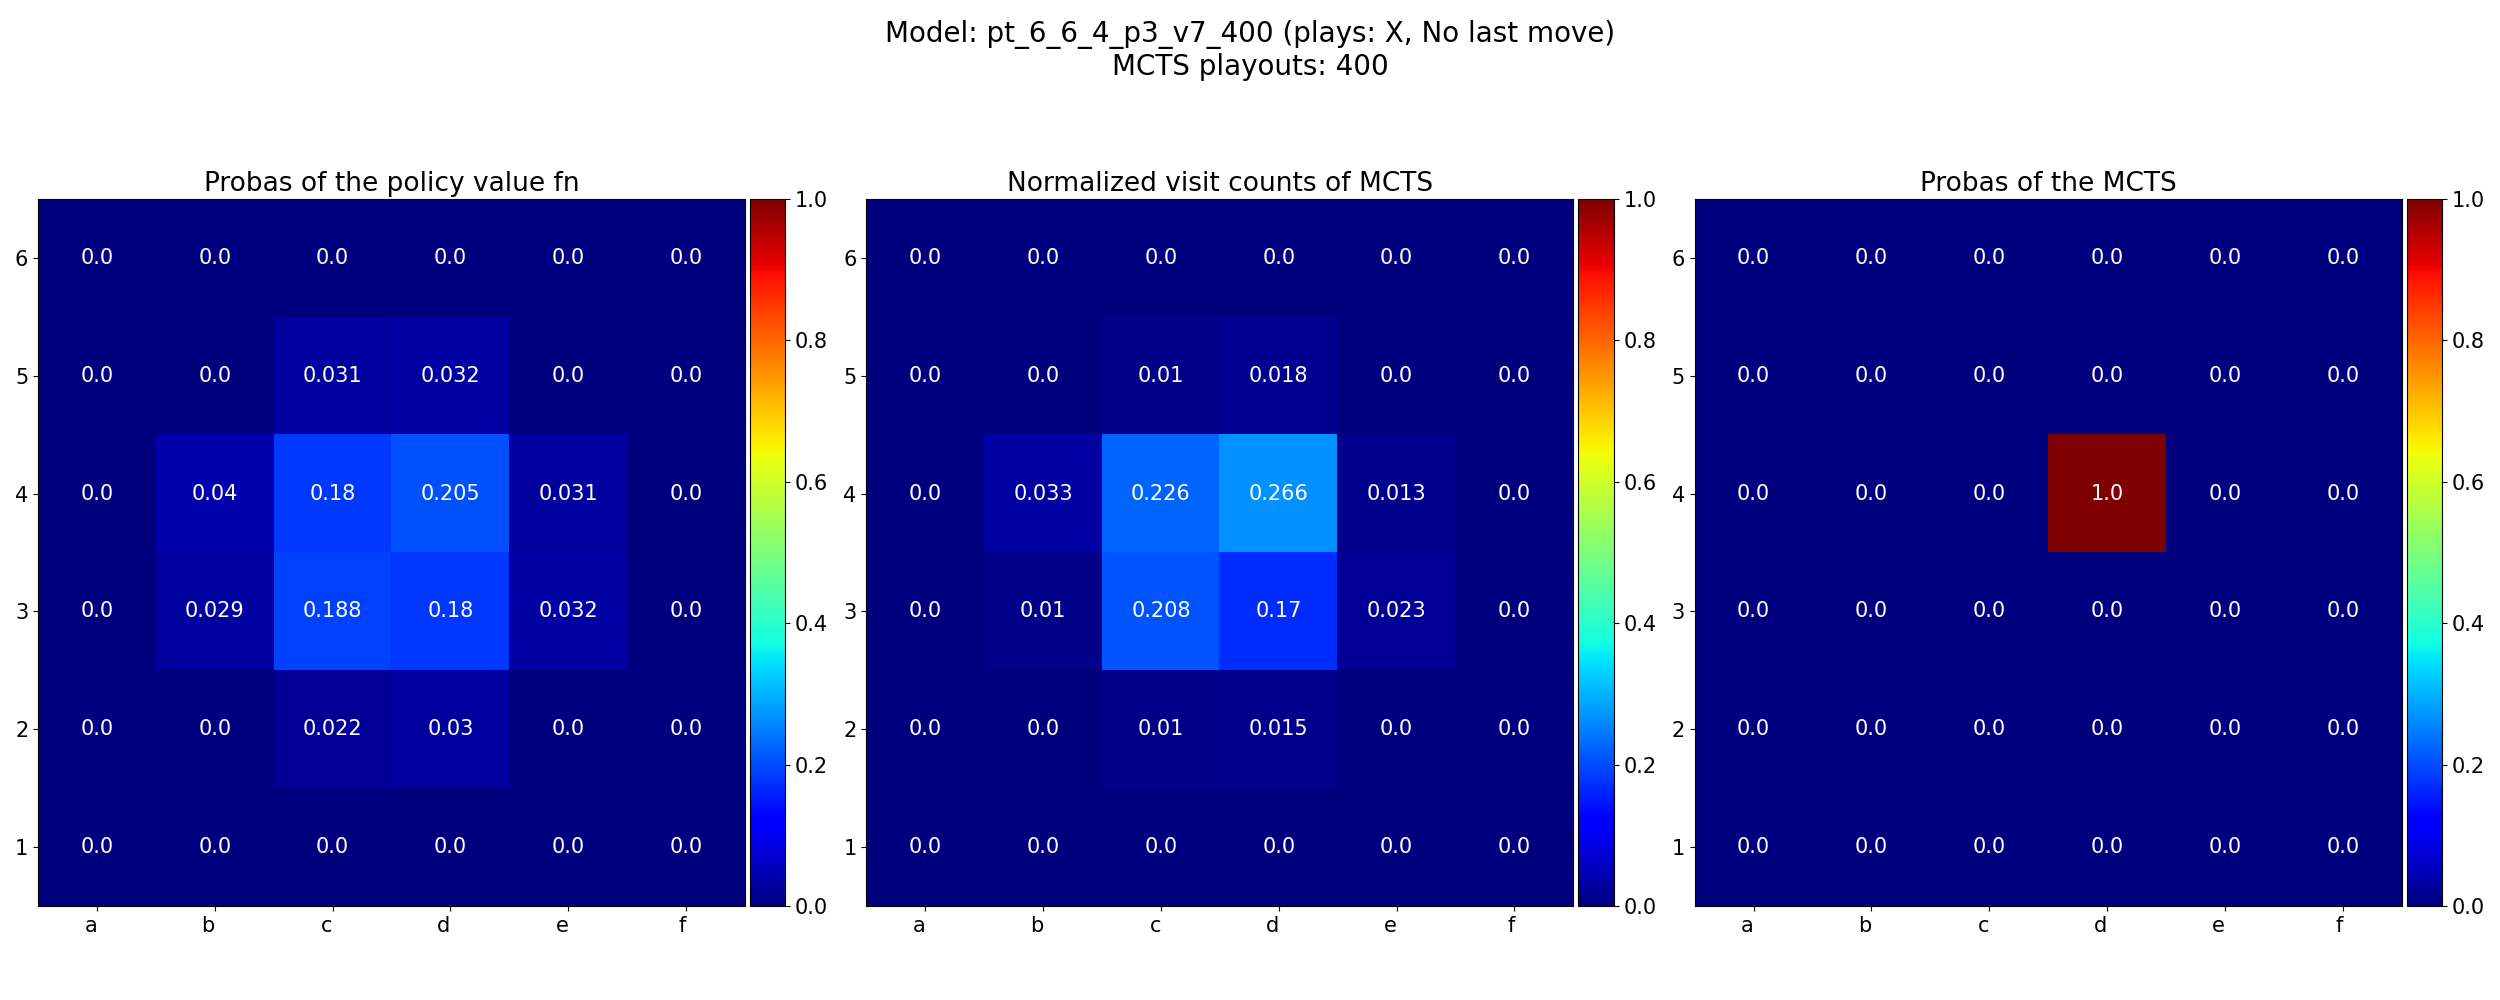 Model: pt_6_6_4_p3_v7_400 (plays: X, No last move)
MCTS playouts: 400
Probas of the policy value fn
6 0.0 0.0 0.0 0.0 0.0 0.0
5 0.0 0.0 0.031 0.032 0.0 0.0
4 0.0 0.04 0.18 0.205 0.031 0.0
3 0.0 0.029 0.188 0.18 0.032 0.0
2 0.0 0.0 0.022 0.03 0.0 0.0
1 0.0 0.0 0.0 0.0 0.0 0.0
a b c d e f
1.0
0.8
0.6
0.4
0.2
0.0
Normalized visit counts of MCTS
6 0.0 0.0 0.0 0.0 0.0 0.0
5 0.0 0.0 0.01 0.018 0.0 0.0
4 0.0 0.033 0.226 0.266 0.013 0.0
3 0.0 0.01 0.208 0.17 0.023 0.0
2 0.0 0.0 0.01 0.015 0.0 0.0
1 0.0 0.0 0.0 0.0 0.0 0.0
a b c d e f
1.0
0.8
0.6
0.4
0.2
0.0
Probas of the MCTS
6 0.0 0.0 0.0 0.0 0.0 0.0
5 0.0 0.0 0.0 0.0 0.0 0.0
4 0.0 0.0 0.0 1.0 0.0 0.0
3 0.0 0.0 0.0 0.0 0.0 0.0
2 0.0 0.0 0.0 0.0 0.0 0.0
1 0.0 0.0 0.0 0.0 0.0 0.0
a b c d e f
1.0
0.8
0.6
0.4
0.2
0.0